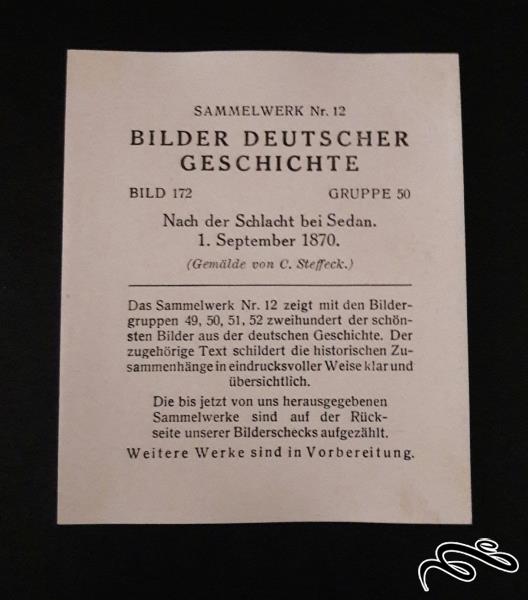 SAMMELWERK Nr. 12
BILDER DEUTSCHER
GESCHICHTE
BILD 172 GRUPPE 50
Nach der Schlacht bei Sedan.
1. September 1870.
(Gemälde von C. Steffeck.)
Das Sammelwerk Nr. 12 zeigt mit den Bilder-
gruppen 49, 50, 51, 52 zweihundert der schön-
sten Bilder aus der deutschen Geschichte. Der
zugehörige Text schildert die historischen Zu-
sammenhänge in eindrucksvoller Weise klar und
übersichtlich.
Die bis jetzt von uns herausgegebenen
Sammelwerke sind auf der Rück-
seite unserer Bilderschecks aufgezählt.
Weitere Werke sind in Vorbereitung.